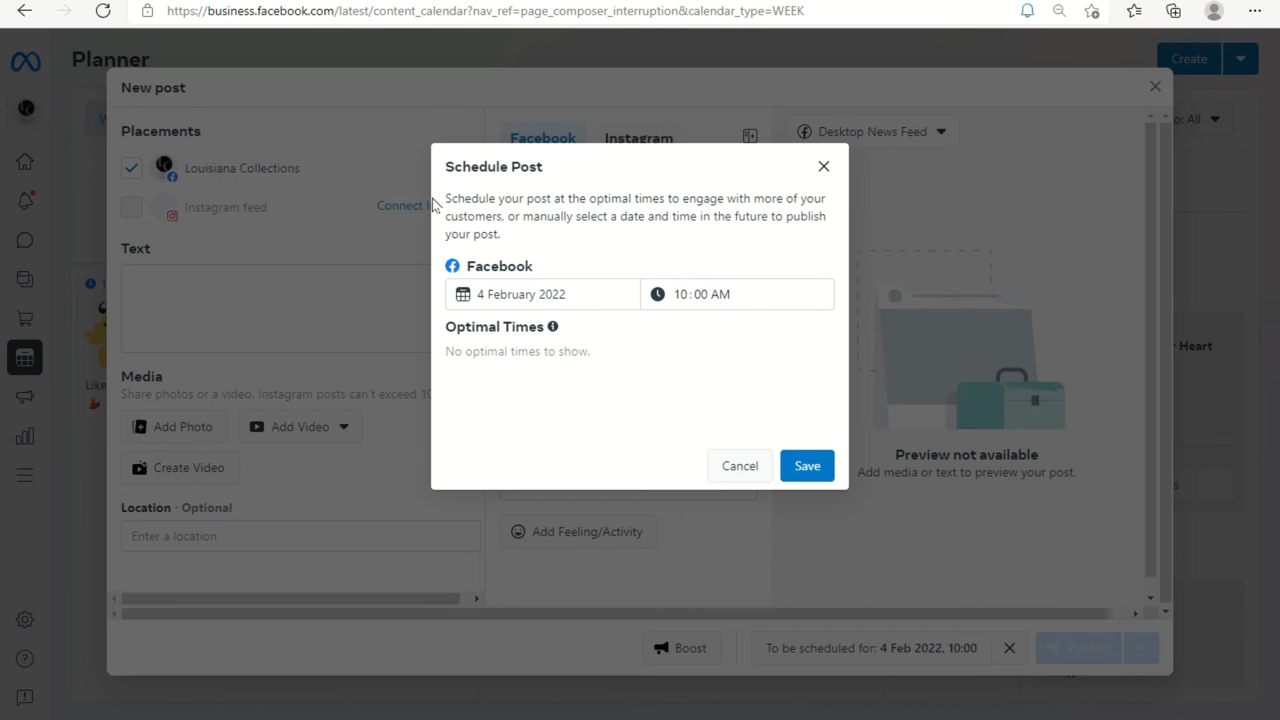 https://business.facebook.com/latest/content_calendar?nav_ref=page_composer_interruption&calendar_type=WEEK
Planner
Create
New post
Placements
Facebook
Instagram
Desktop News Feed
: All
Louisiana Collections
Instagram feed
Connect
Text
Schedule Post
Schedule your post at the optimal times to engage with more of your
customers, or manually select a date and time in the future to publish
your post.
Facebook
4 February 2022
10:00 AM
Optimal Times
No optimal times to show.
Cancel
Save
Heart
Like
Media
Share photos or a video. Instagram posts can't exceed 10
Add Photo
Add Video
Create Video
Location · Optional
Enter a location
Add Feeling/Activity
Preview not available
Add media or text to preview your post.
Boost
To be scheduled for: 4 Feb 2022, 10:00
Publish